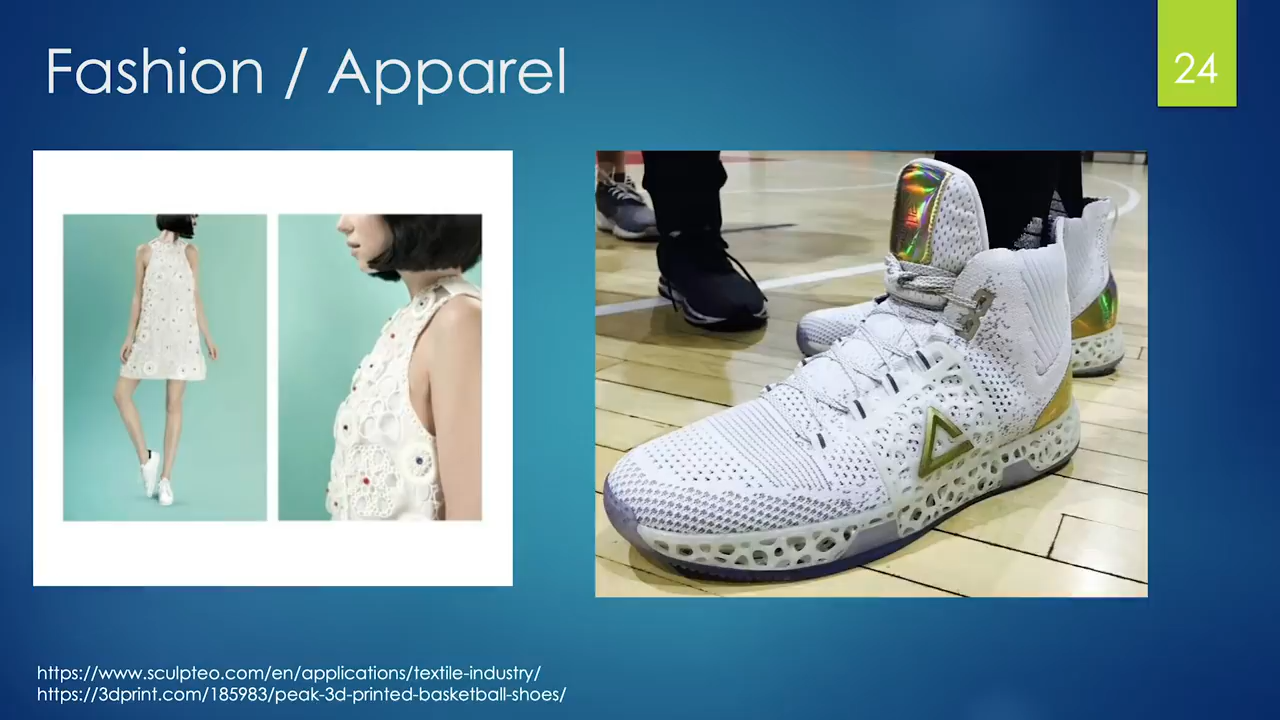 Fashion / Apparel
24
https://www.sculpteo.com/en/applications/textile-industry/
https://3dprint.com/185983/peak-3d-printed-basketball-shoes/